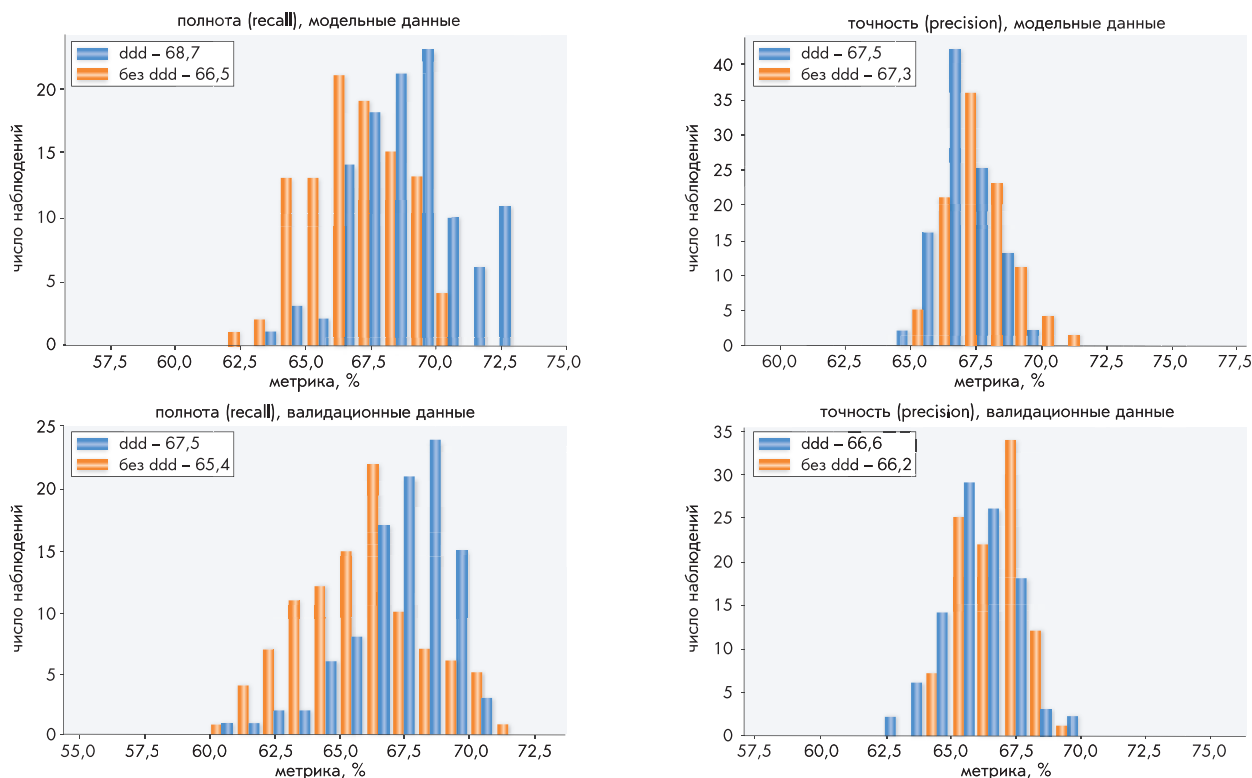 полнота (recall), модельные данные
ddd – 68,7
без ddd – 66,5
число наблюдений
20
15
10
5
0
57,5 60,0 62,5 65,0 67,5 70,0 72,5 75,0
метрика, %
точность (precision), модельные данные
ddd – 67,5
без ddd – 67,3
число наблюдений
40
35
30
25
20
15
10
5
0
60,0 62,5 65,0 67,5 70,0 72,5 75,0 77,5
метрика, %
полнота (recall), валидационные данные
ddd – 67,5
без ddd – 65,4
число наблюдений
25
20
15
10
5
0
55,0 57,5 60,0 62,5 65,0 67,5 70,0 72,5
метрика, %
точность (precision), валидационные данные
ddd – 66,6
без ddd – 66,2
число наблюдений
35
30
25
20
15
10
5
0
57,5 60,0 62,5 65,0 67,5 70,0 72,5 75,0
метрика, %